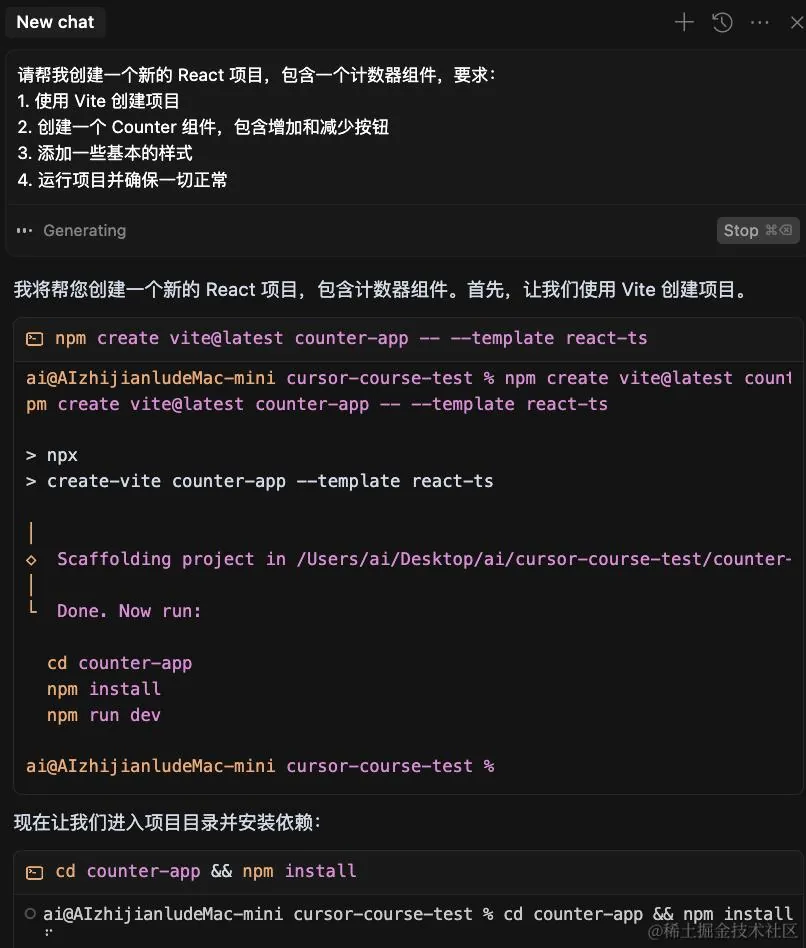 New chat
请帮我创建一个新的 React 项目，包含一个计数器组件，要求：
1. 使用 Vite 创建项目
2. 创建一个 Counter 组件，包含增加和减少按钮
3. 添加一些基本的样式
4. 运行项目并确保一切正常
Generating
Stop ⌘⌫
我将帮您创建一个新的 React 项目，包含计数器组件。首先，让我们使用 Vite 创建项目。
npm create vite@latest counter-app -- --template react-ts
ai@AIzhijianludeMac-mini cursor-course-test % npm create vite@latest count
pm create vite@latest counter-app -- --template react-ts
> npx
> create-vite counter-app --template react-ts
│
◇  Scaffolding project in /Users/ai/Desktop/ai/cursor-course-test/counter-
│
└  Done. Now run:
cd counter-app
npm install
npm run dev
ai@AIzhijianludeMac-mini cursor-course-test %
现在让我们进入项目目录并安装依赖：
cd counter-app && npm install
ai@AIzhijianludeMac-mini cursor-course-test % cd counter-app && npm install
@稀土掘金技术社区